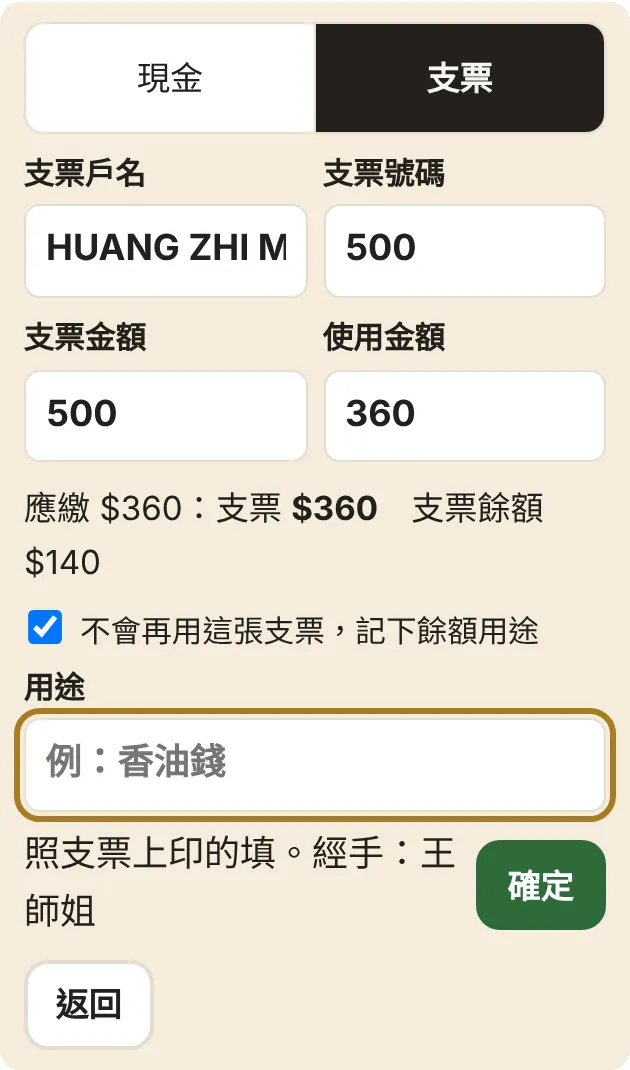 現金 支票
支票戶名 支票號碼
HUANG ZHI M 500
支票金額 使用金額
500 360
應繳 $360：支票 $360 支票餘額
$140
不會再用這張支票，記下餘額用途
用途
例：香油錢
照支票上印的填。經手：王
師姐
確定
返回